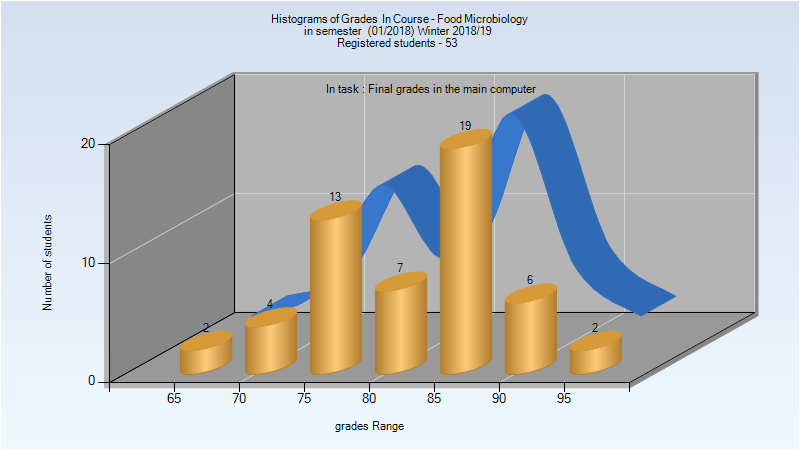 Histograms of Grades In Course - Food Microbiology
in semester (01/2018) Winter 2018/19
Registered students - 53
In task : Final grades in the main computer
20
10
0
Number of students
2
4
13
7
19
6
2
65 70 75 80 85 90 95
grades Range